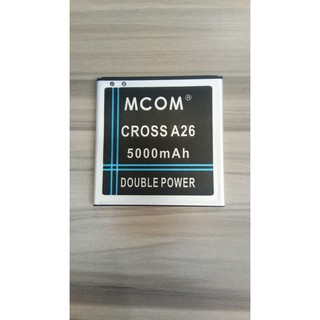 MCOM®
CROSS A26
5000mAh
DOUBLE POWER